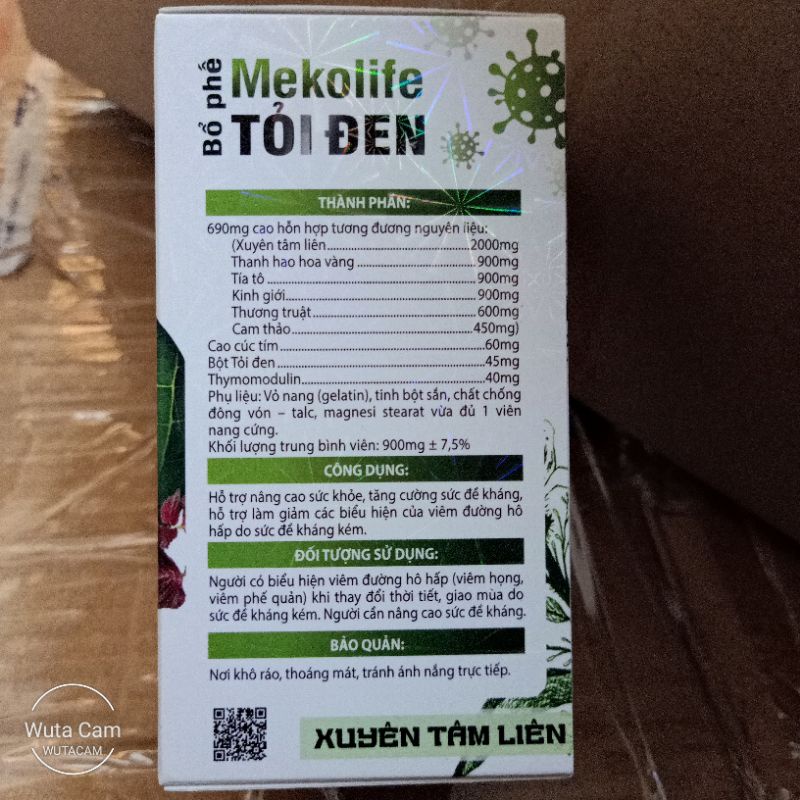 Bổ phế
Mekolife
TỎI ĐEN
THÀNH PHẦN:
690mg cao hỗn hợp tương đương nguyên liệu:
(Xuyên tâm liên.....2000mg
Thanh hao hoa vàng.....900mg
Tía tô.....900mg
Kinh giới.....900mg
Thương truật.....600mg
Cam thảo.....450mg)
Cao cúc tím.....60mg
Bột Tỏi đen.....45mg
Thymomodulin.....40mg
Phụ liệu: Vỏ nang (gelatin), tinh bột sắn, chất chống
đông vón – talc, magnesi stearat vừa đủ 1 viên
nang cứng.
Khối lượng trung bình viên: 900mg ± 7,5%
CÔNG DỤNG:
Hỗ trợ nâng cao sức khỏe, tăng cường sức đề kháng,
hỗ trợ làm giảm các biểu hiện của viêm đường hô
hấp do sức đề kháng kém.
ĐỐI TƯỢNG SỬ DỤNG:
Người có biểu hiện viêm đường hô hấp (viêm họng,
viêm phế quản) khi thay đổi thời tiết, giao mùa do
sức đề kháng kém. Người cần nâng cao sức đề kháng.
BẢO QUẢN:
Nơi khô ráo, thoáng mát, tránh ánh nắng trực tiếp.
XUYÊN TÂM LIÊN
Wuta Cam
WUTACAM